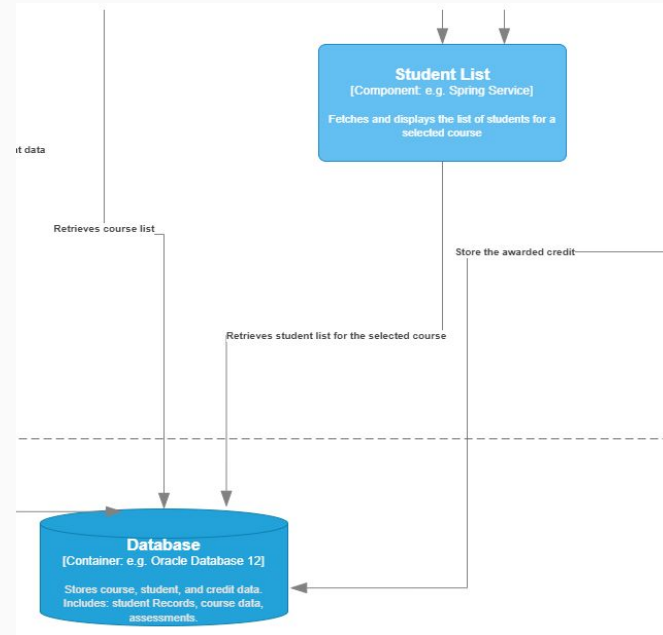 Student List
[Component: e.g. Spring Service]
Fetches and displays the list of students for a
selected course
nt data
Retrieves course list
Store the awarded credit
Retrieves student list for the selected course
Database
[Container: e.g. Oracle Database 12]
Stores course, student, and credit data.
Includes: student Records, course data,
assessments.